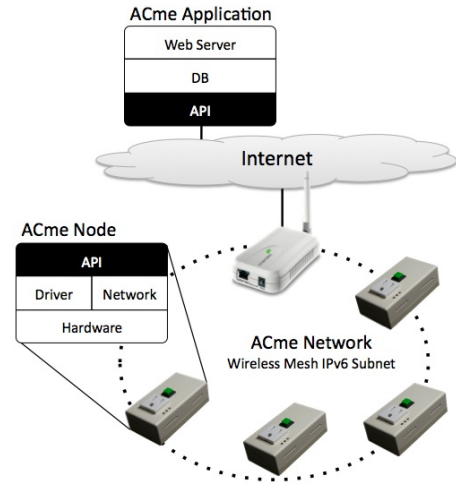 ACme Application
Web Server
DB
API
Internet
ACme Node
API
Driver
Network
Hardware
ACme Network
Wireless Mesh IPv6 Subnet